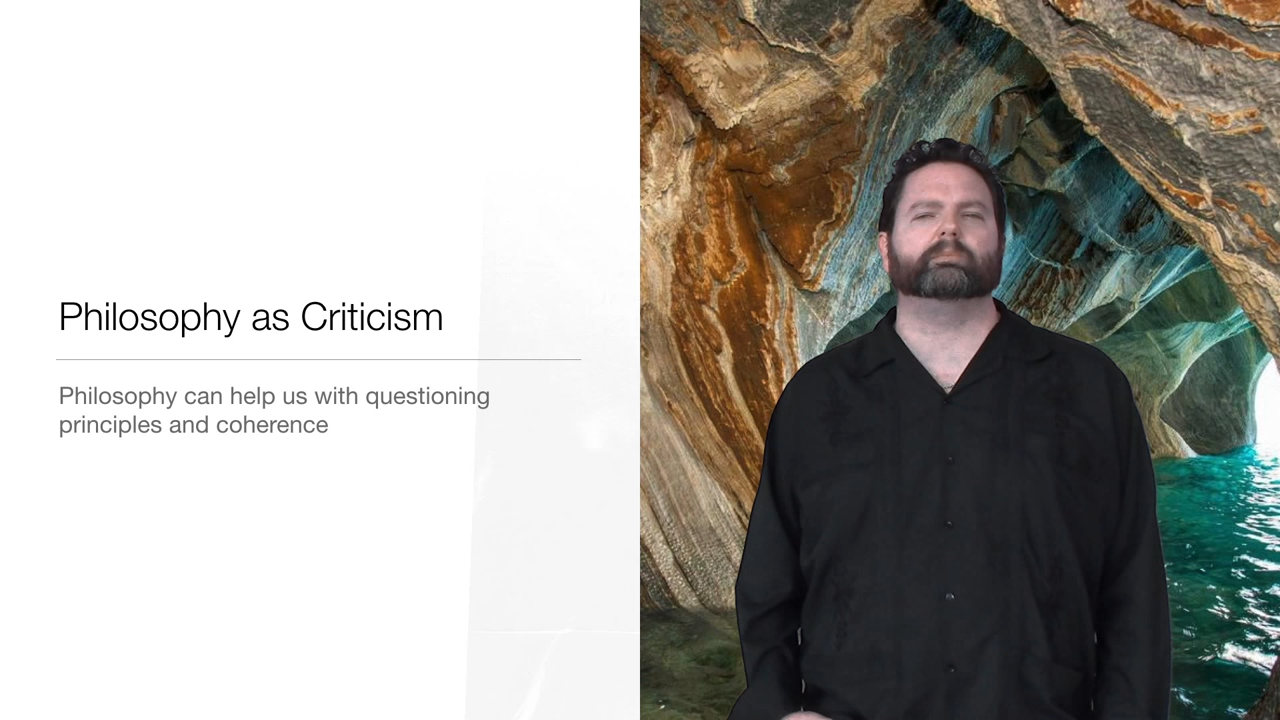 Philosophy as Criticism
Philosophy can help us with questioning
principles and coherence